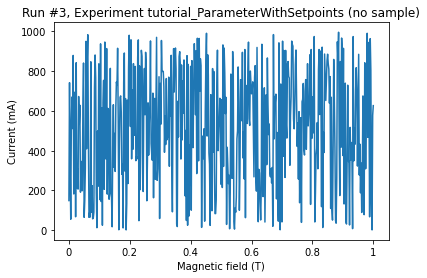 Run #3, Experiment tutorial_ParameterWithSetpoints (no sample)
1000
800
600
400
200
0
Current (mA)
0 0.2 0.4 0.6 0.8 1
Magnetic field (T)